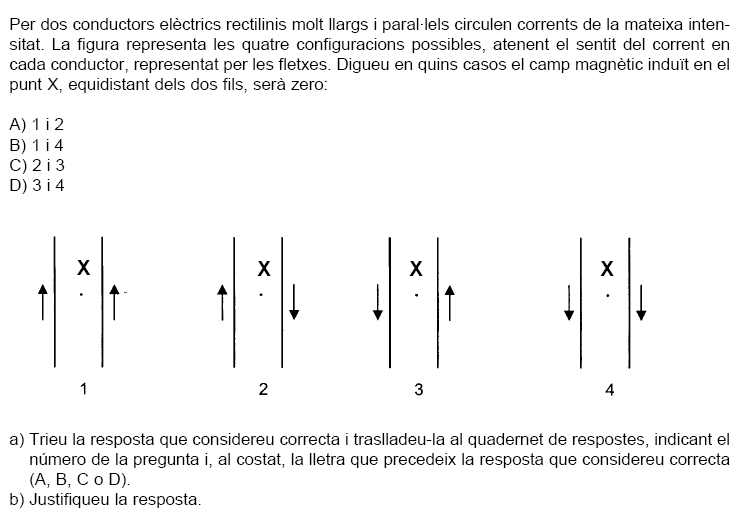 Per dos conductors elèctrics rectilinis molt llargs i paral·lels circulen corrents de la mateixa inten-
sitat. La figura representa les quatre configuracions possibles, atenent el sentit del corrent en
cada conductor, representat per les fletxes. Digueu en quins casos el camp magnètic induït en el
punt X, equidistant dels dos fils, serà zero:
A) 1 i 2
B) 1 i 4
C) 2 i 3
D) 3 i 4
X X X X
1 2 3 4
a) Trieu la resposta que considereu correcta i traslladeu-la al quadernet de respostes, indicant el
número de la pregunta i, al costat, la lletra que precedeix la resposta que considereu correcta
(A, B, C o D).
b) Justifiqueu la resposta.